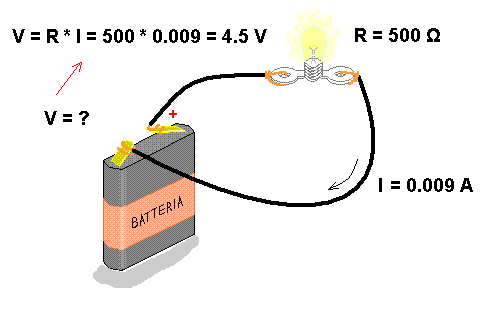 V = R * I = 500 * 0.009 = 4.5 V
R = 500 Ω
V = ?
+
I = 0.009 A
BATTERIA